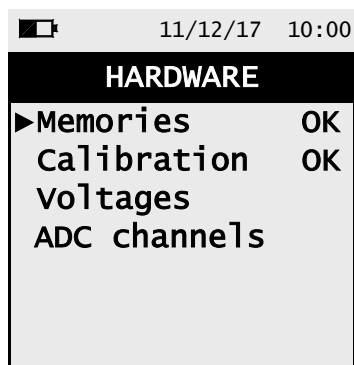 11/12/17 10:00
HARDWARE
►Memories OK
Calibration OK
Voltages
ADC channels